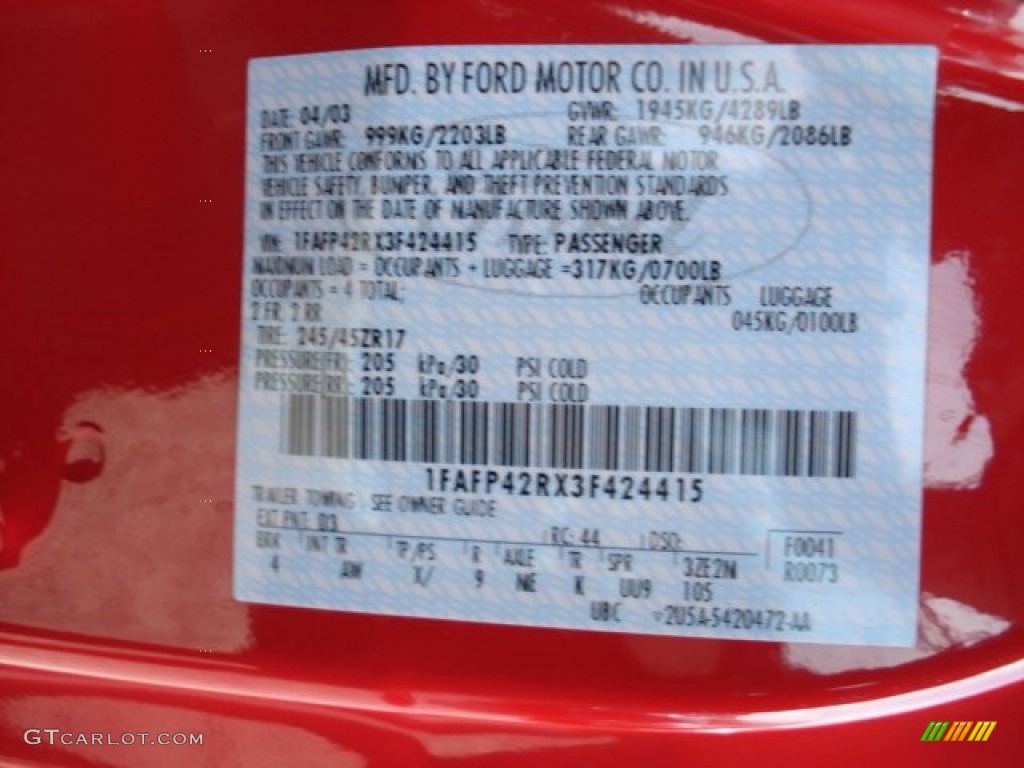 MFD. BY FORD MOTOR CO. IN U.S.A.
DATE: 04/03 GVWR: 1945KG/4289LB
FRONT GAWR: 999KG/2203LB REAR GAWR: 946KG/2086LB
THIS VEHICLE CONFORMS TO ALL APPLICABLE FEDERAL MOTOR
VEHICLE SAFETY, BUMPER, AND THEFT PREVENTION STANDARDS
IN EFFECT ON THE DATE OF MANUFACTURE SHOWN ABOVE.
VIN: 1FAFP42RX3F424415 TYPE: PASSENGER
MAXIMUM LOAD = OCCUPANTS + LUGGAGE =317KG/0700LB
OCCUPANTS = 4 TOTAL; OCCUPANTS LUGGAGE
2 FR, 2 RR 045KG/0100LB
TIRE: 245/45ZR17
PRESSURE(FR): 205 kPa/30 PSI COLD
PRESSURE(RR): 205 kPa/30 PSI COLD
1FAFP42RX3F424415
TRAILER TOWING - SEE OWNER GUIDE
EXT PNT: D3 RC: 44 DSO: F0041
BRK INT TR TP/PS R AXLE TR SPR 3ZE2N R0073
4 AW X/ 9 NE K UU9 105
UBC ▽2U5A-5420472-AA
GTCARLOT.COM